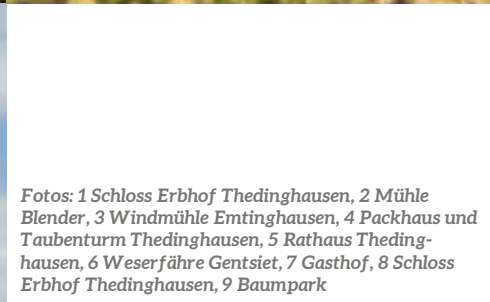 Fotos: 1 Schloss Erbhof Thedinghausen, 2 Mühle
Blender, 3 Windmühle Emtinghausen, 4 Packhaus und
Taubenturm Thedinghausen, 5 Rathaus Theding-
hausen, 6 Weserfähre Gentsiet, 7 Gasthof, 8 Schloss
Erbhof Thedinghausen, 9 Baumpark